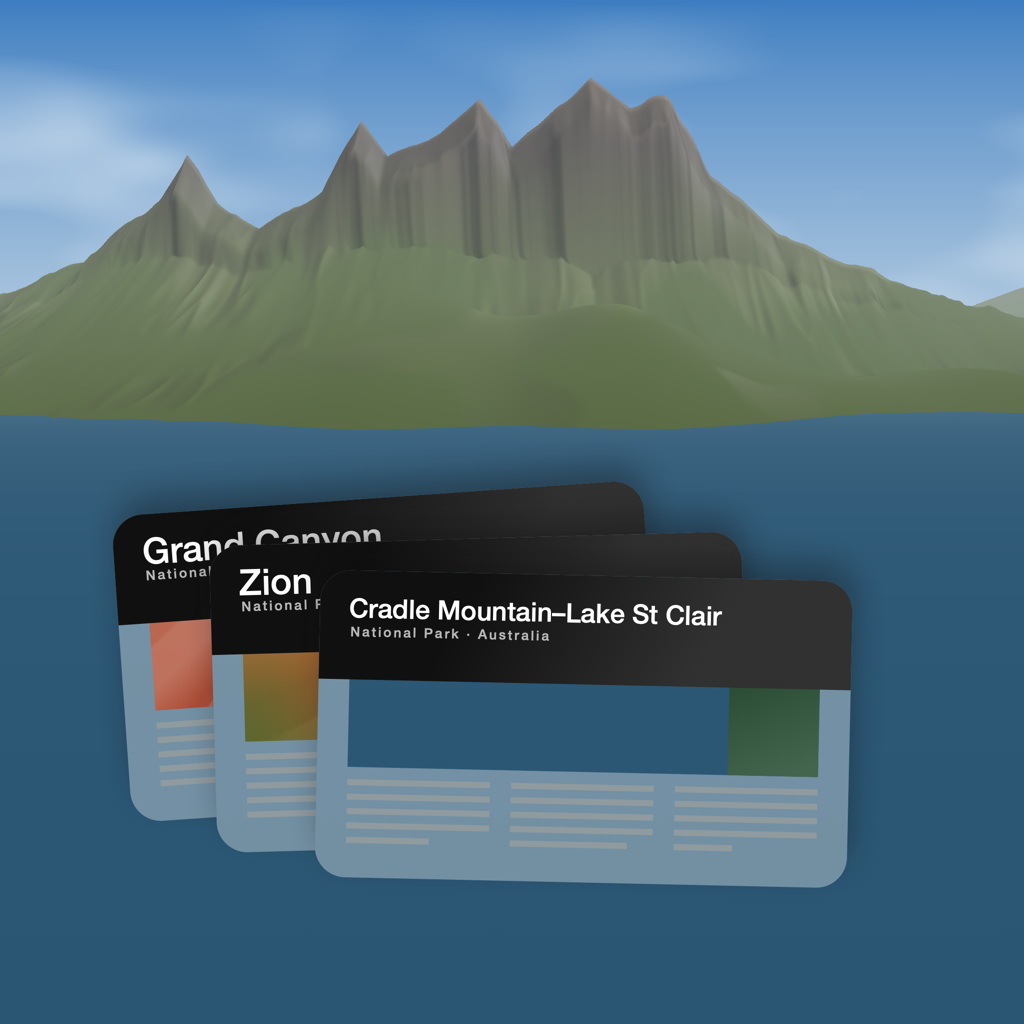 Grand Canyon
National
Zion
National
Cradle Mountain–Lake St Clair
National Park · Australia